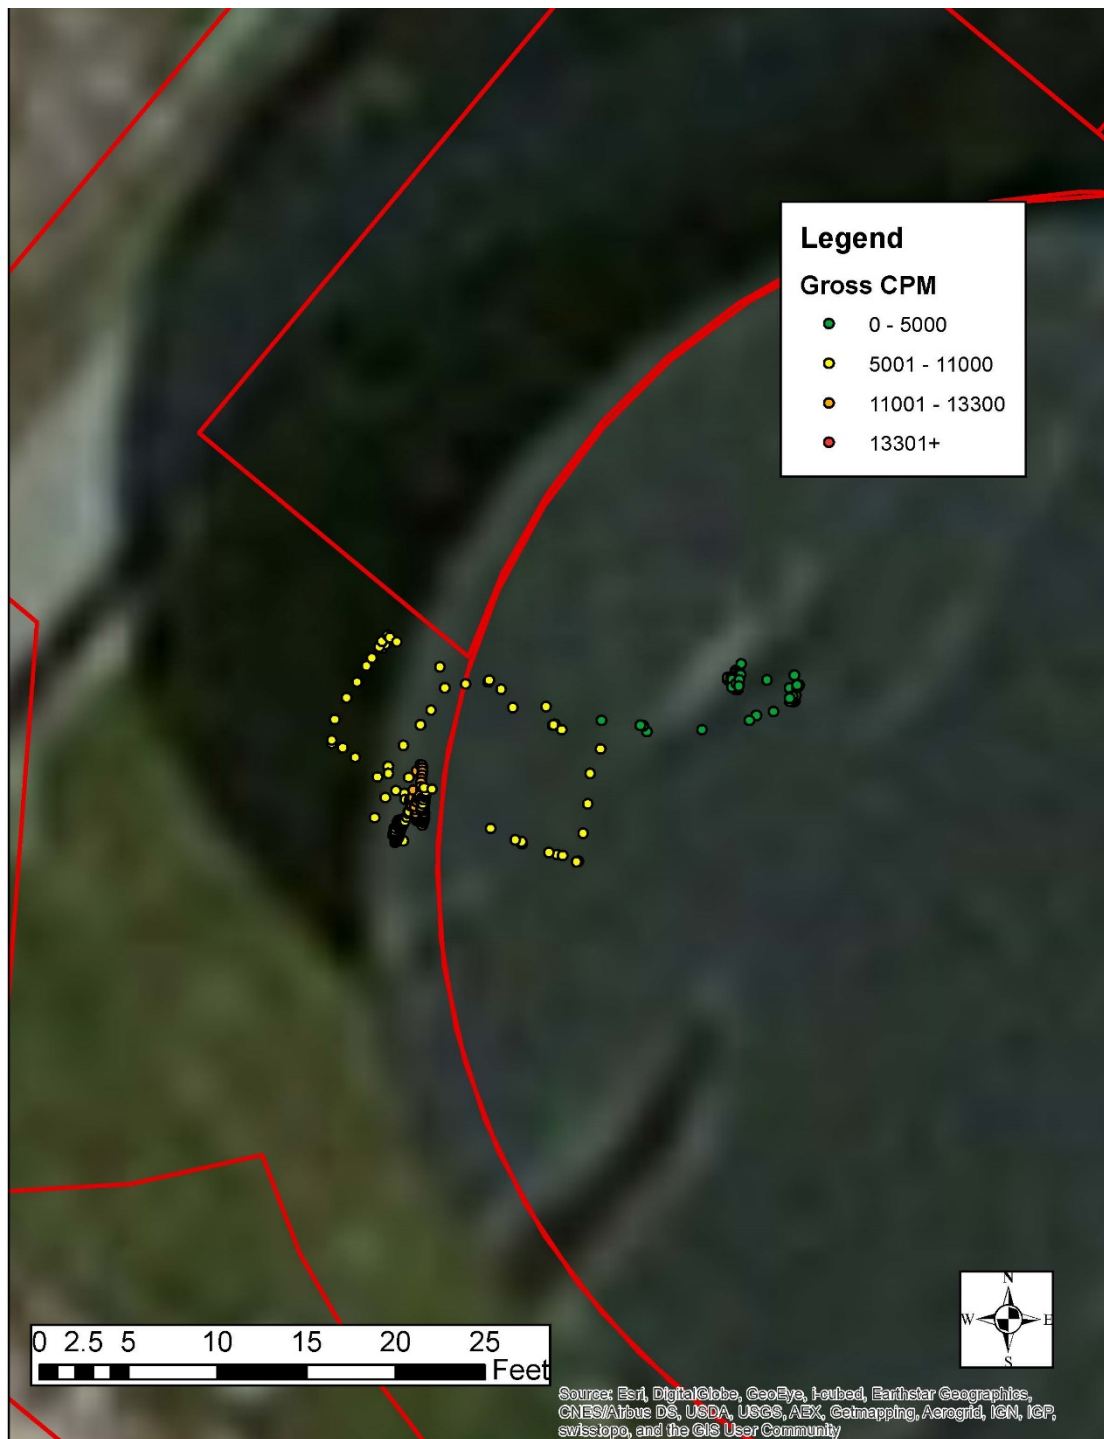 Legend
Gross CPM
0 - 5000
5001 - 11000
11001 - 13300
13301+
N
W E
S
0 2.5 5 10 15 20 25
Feet
Source: Esri, DigitalGlobe, GeoEye, i-cubed, Earthstar Geographics,
CNES/Airbus DS, USDA, USGS, AEX, Getmapping, Aerogrid, IGN, IGP,
swisstopo, and the GIS User Community